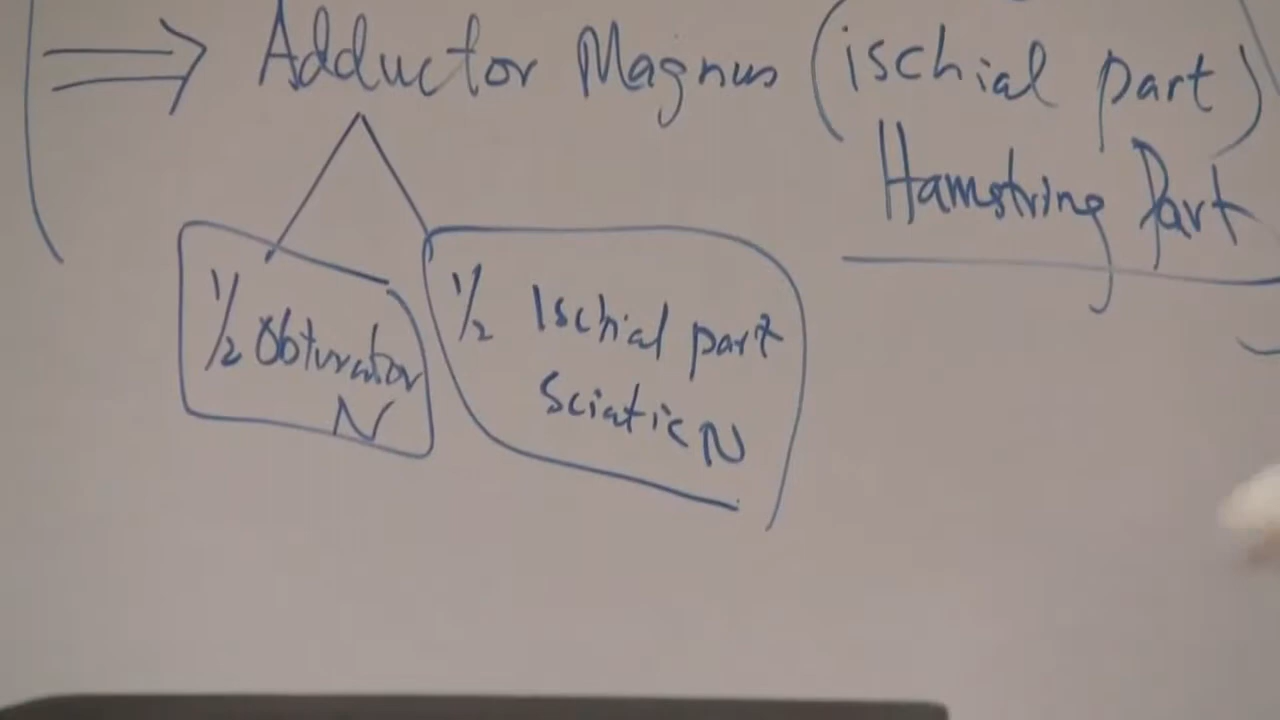 ⇒ Adductor Magnus (ischial part)
Hamstring Part
1/2 Obturator
N
1/2 Ischial part
Sciatic N